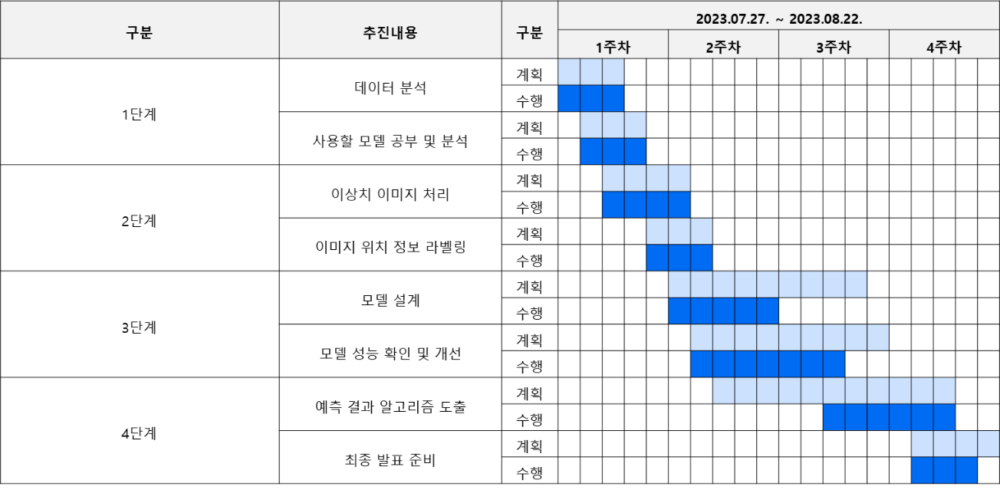 구분 추진내용 구분 2023.07.27. ~ 2023.08.22.
1주차 2주차 3주차 4주차
1단계
데이터 분석
계획
수행
사용할 모델 공부 및 분석
계획
수행
2단계
이상치 이미지 처리
계획
수행
이미지 위치 정보 라벨링
계획
수행
3단계
모델 설계
계획
수행
모델 성능 확인 및 개선
계획
수행
4단계
예측 결과 알고리즘 도출
계획
수행
최종 발표 준비
계획
수행